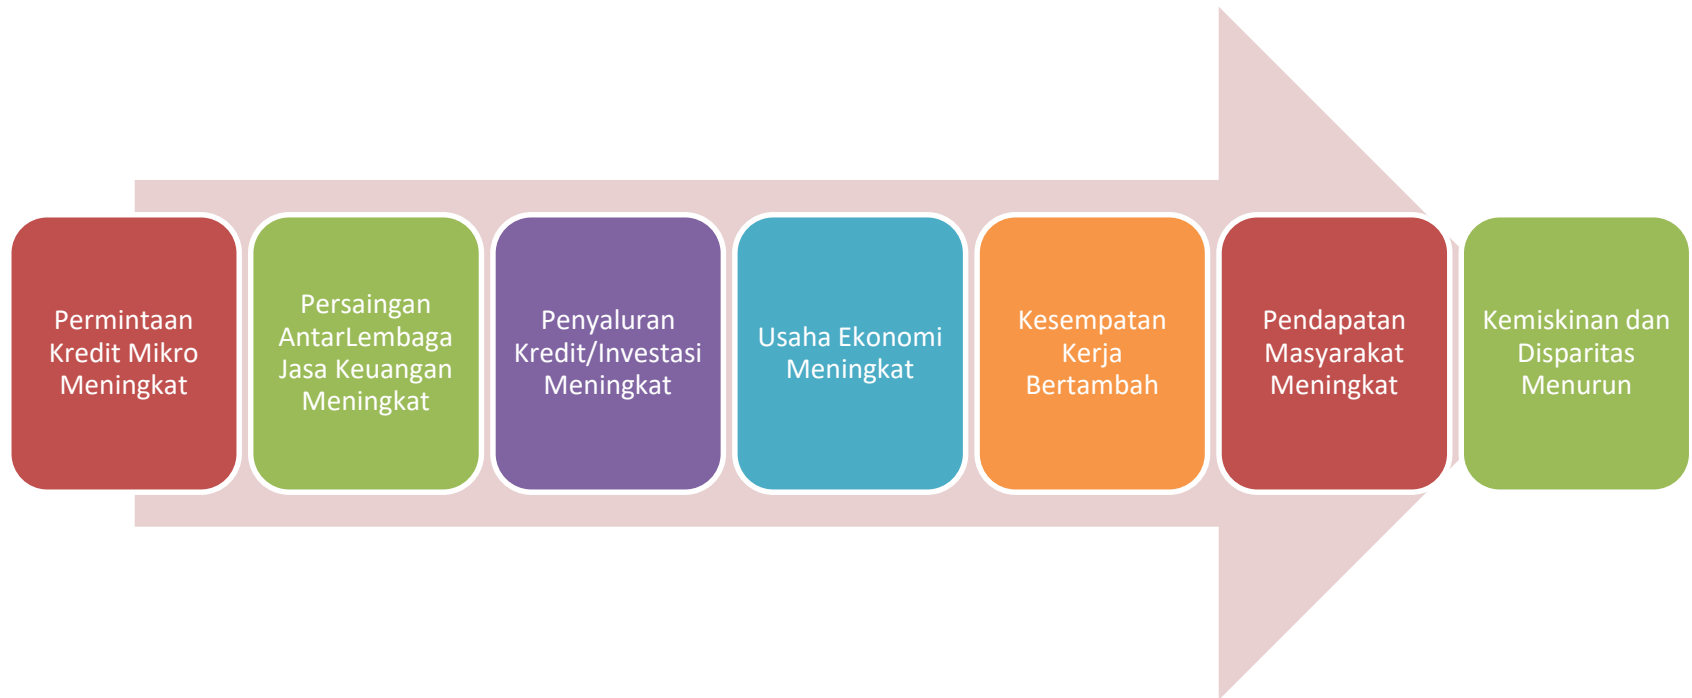 Permintaan
Kredit Mikro
Meningkat
Persaingan
AntarLembaga
Jasa Keuangan
Meningkat
Penyaluran
Kredit/Investasi
Meningkat
Usaha Ekonomi
Meningkat
Kesempatan
Kerja
Bertambah
Pendapatan
Masyarakat
Meningkat
Kemiskinan dan
Disparitas
Menurun